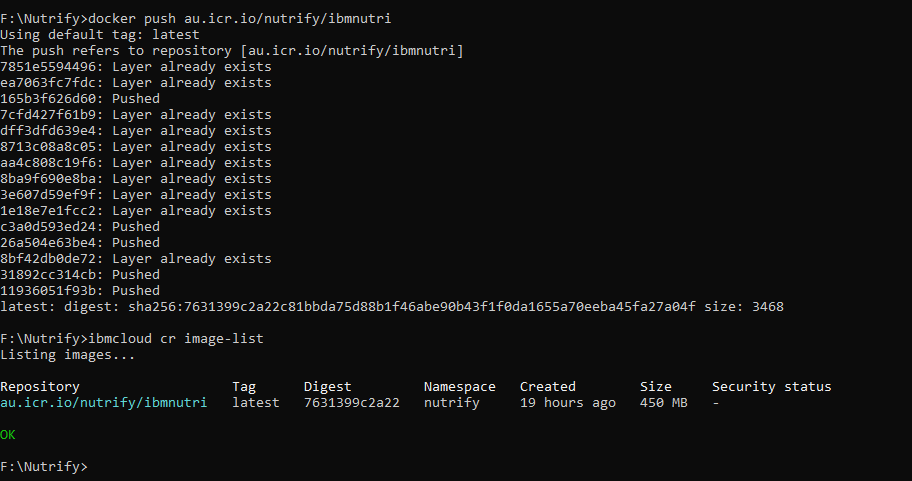 F:\Nutrify>docker push au.icr.io/nutrify/ibmnutri
Using default tag: latest
The push refers to repository [au.icr.io/nutrify/ibmnutri]
7851e5594496: Layer already exists
ea7063fc7fdc: Layer already exists
165b3f626d60: Pushed
7cfd427f61b9: Layer already exists
dff3dfd639e4: Layer already exists
8713c08a8c05: Layer already exists
aa4c808c19f6: Layer already exists
8ba9f690e8ba: Layer already exists
3e607d59ef9f: Layer already exists
1e18e7e1fcc2: Layer already exists
c3a0d593ed24: Pushed
26a504e63be4: Pushed
8bf42db0de72: Layer already exists
31892cc314cb: Pushed
11936051f93b: Pushed
latest: digest: sha256:7631399c2a22c81bbda75d88b1f46abe90b43f1f0da1655a70eeba45fa27a04f size: 3468
F:\Nutrify>ibmcloud cr image-list
Listing images...
Repository Tag Digest Namespace Created Size Security status
au.icr.io/nutrify/ibmnutri latest 7631399c2a22 nutrify 19 hours ago 450 MB -
OK
F:\Nutrify>